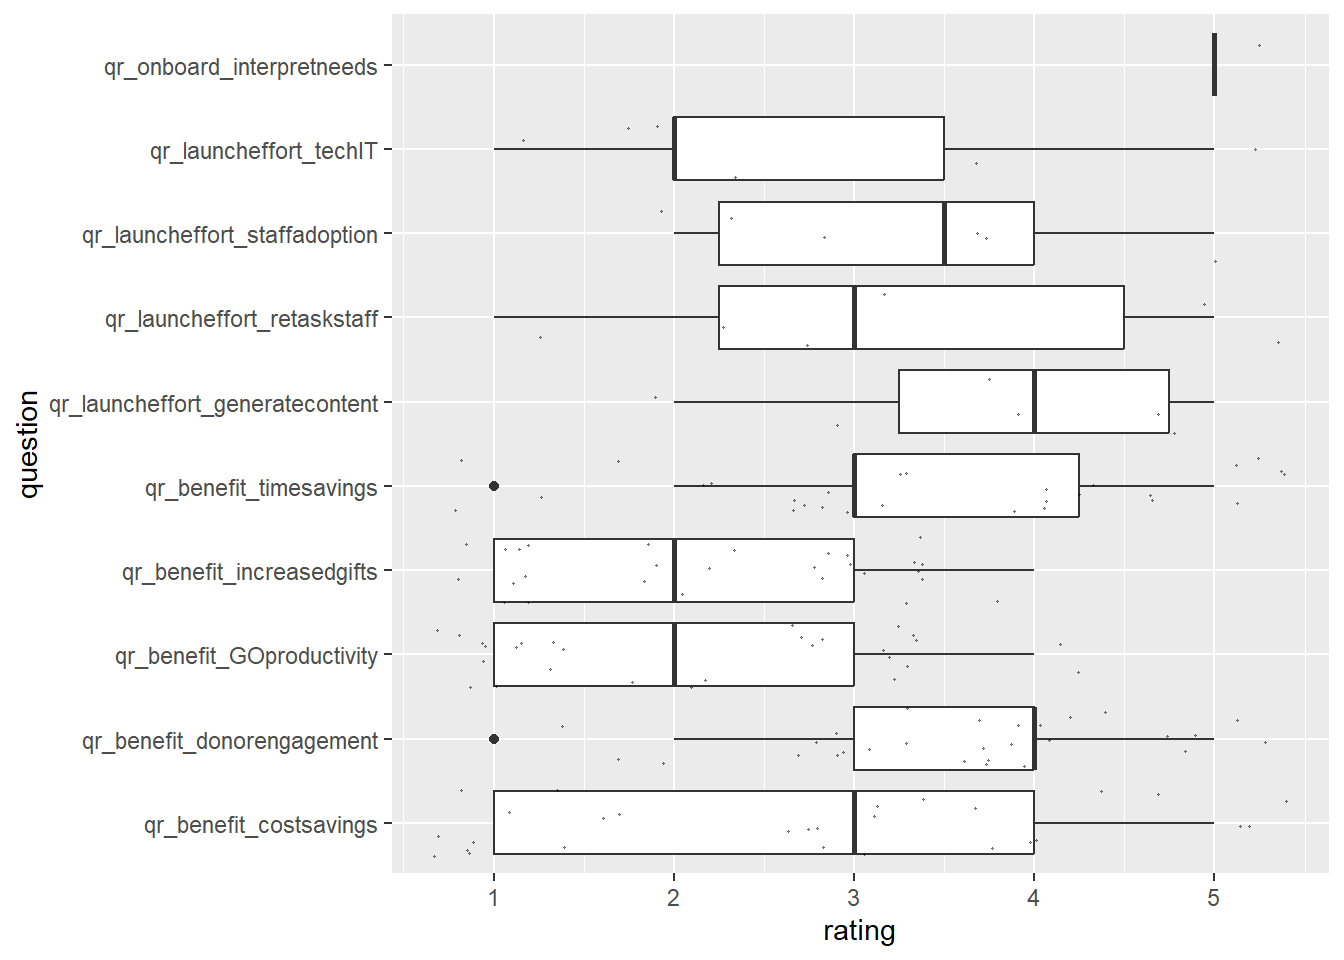 qr_onboard_interpretneeds
qr_launcheffort_techIT
qr_launcheffort_staffadoption
qr_launcheffort_retaskstaff
qr_launcheffort_generatecontent
qr_benefit_timesavings
qr_benefit_increasedgifts
qr_benefit_GOproductivity
qr_benefit_donorengagement
qr_benefit_costsavings
question
1 2 3 4 5
rating